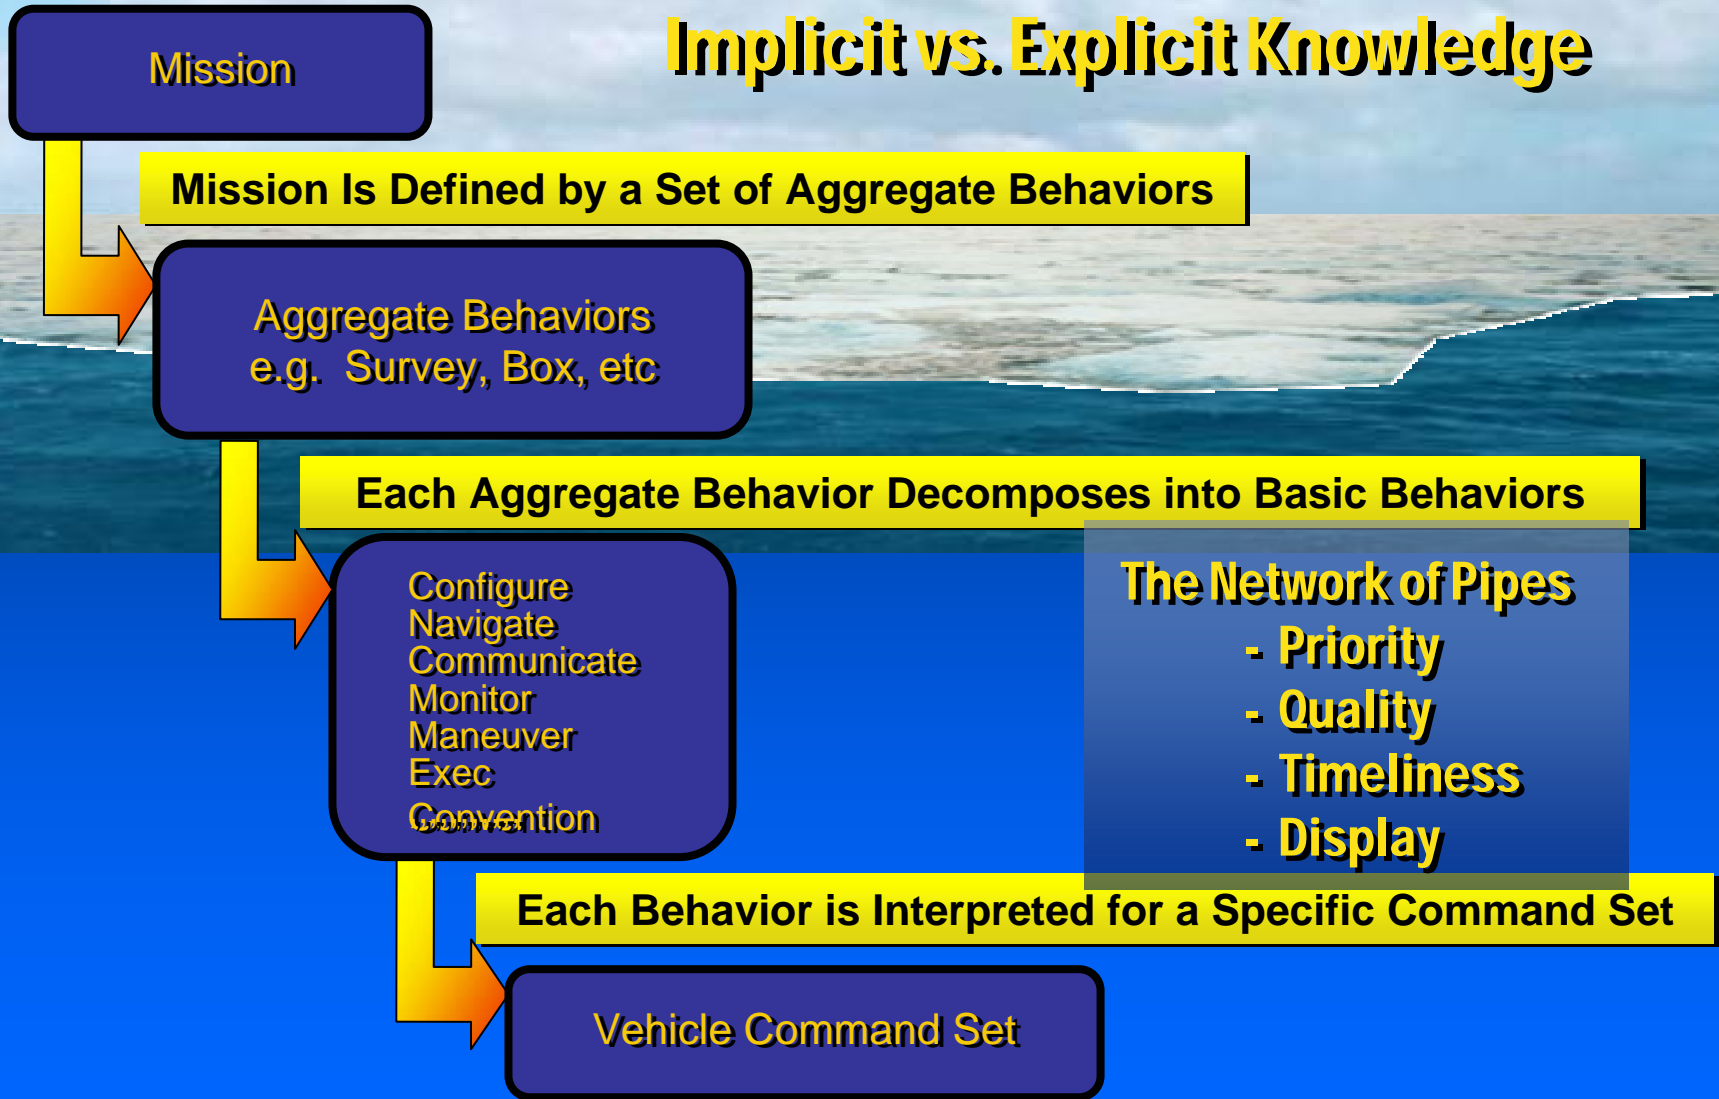 Implicit vs. Explicit Knowledge
Mission
Mission Is Defined by a Set of Aggregate Behaviors
Aggregate Behaviors
e.g. Survey, Box, etc
Each Aggregate Behavior Decomposes into Basic Behaviors
Configure
Navigate
Communicate
Monitor
Maneuver
Exec
Convention
The Network of Pipes
- Priority
- Quality
- Timeliness
- Display
Each Behavior is Interpreted for a Specific Command Set
Vehicle Command Set